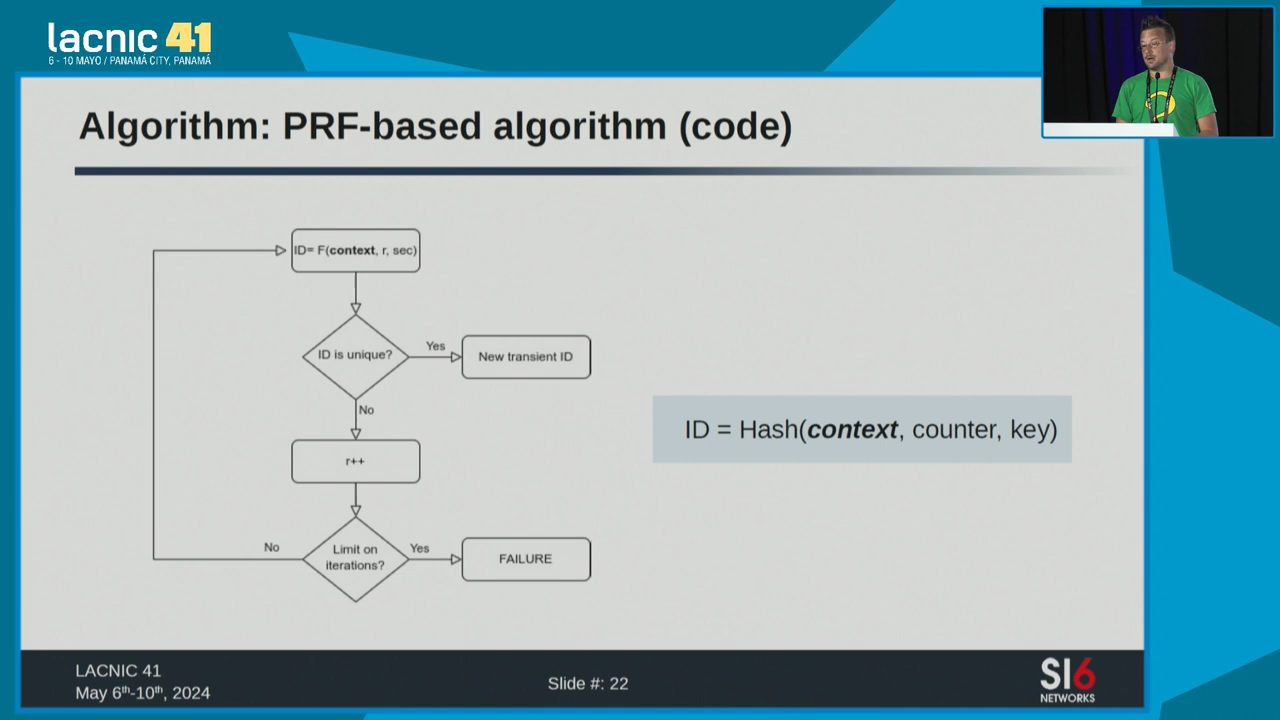 lacnic 41
6 - 10 MAYO / PANAMÁ CITY, PANAMÁ
Algorithm: PRF-based algorithm (code)
ID= F(context, r, sec)
ID is unique?
Yes
New transient ID
No
r++
Limit on
iterations?
No
Yes
FAILURE
ID = Hash(context, counter, key)
LACNIC 41
May 6th-10th, 2024
Slide #: 22
SI6
NETWORKS